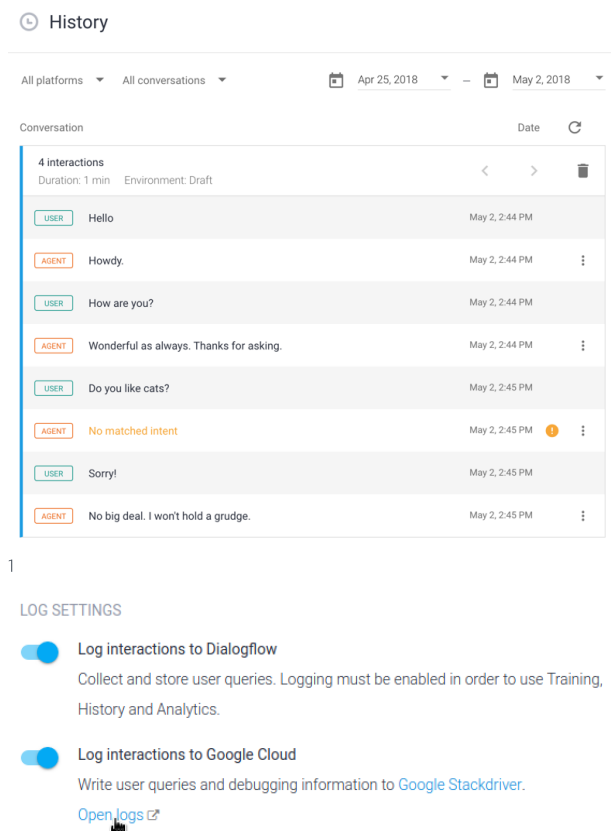 History
All platforms All conversations Apr 25, 2018 – May 2, 2018
Conversation Date
4 interactions
Duration: 1 min Environment: Draft
USER Hello May 2, 2:44 PM
AGENT Howdy. May 2, 2:44 PM
USER How are you? May 2, 2:44 PM
AGENT Wonderful as always. Thanks for asking. May 2, 2:44 PM
USER Do you like cats? May 2, 2:45 PM
AGENT No matched intent May 2, 2:45 PM
USER Sorry! May 2, 2:45 PM
AGENT No big deal. I won't hold a grudge. May 2, 2:45 PM
1
LOG SETTINGS
Log interactions to Dialogflow
Collect and store user queries. Logging must be enabled in order to use Training,
History and Analytics.
Log interactions to Google Cloud
Write user queries and debugging information to Google Stackdriver.
Open logs